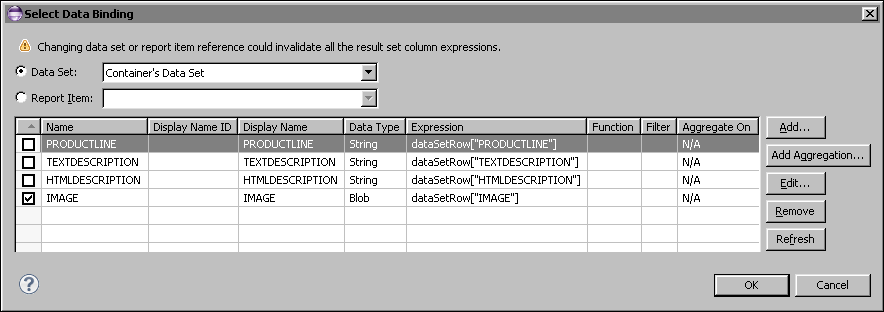 Select Data Binding
Changing data set or report item reference could invalidate all the result set column expressions.
Data Set: Container's Data Set
Report Item:
Name Display Name ID Display Name Data Type Expression Function Filter Aggregate On
PRODUCTLINE PRODUCTLINE String dataSetRow["PRODUCTLINE"] N/A
TEXTDESCRIPTION TEXTDESCRIPTION String dataSetRow["TEXTDESCRIPTION"] N/A
HTMLDESCRIPTION HTMLDESCRIPTION String dataSetRow["HTMLDESCRIPTION"] N/A
IMAGE IMAGE Blob dataSetRow["IMAGE"] N/A
Add...
Add Aggregation...
Edit...
Remove
Refresh
?
OK Cancel